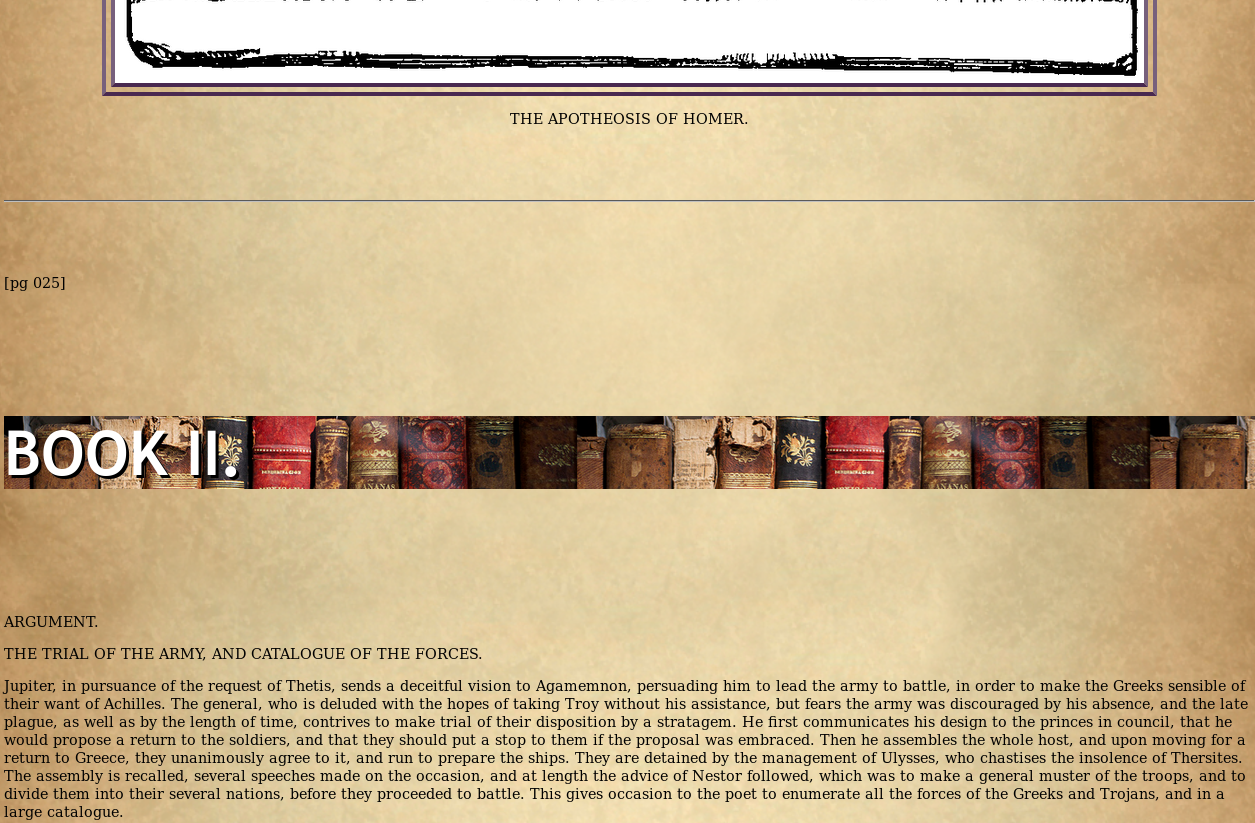 THE APOTHEOSIS OF HOMER.
[pg 025]
BOOK II.
ARGUMENT.
THE TRIAL OF THE ARMY, AND CATALOGUE OF THE FORCES.
Jupiter, in pursuance of the request of Thetis, sends a deceitful vision to Agamemnon, persuading him to lead the army to battle, in order to make the Greeks sensible of
their want of Achilles. The general, who is deluded with the hopes of taking Troy without his assistance, but fears the army was discouraged by his absence, and the late
plague, as well as by the length of time, contrives to make trial of their disposition by a stratagem. He first communicates his design to the princes in council, that he
would propose a return to the soldiers, and that they should put a stop to them if the proposal was embraced. Then he assembles the whole host, and upon moving for a
return to Greece, they unanimously agree to it, and run to prepare the ships. They are detained by the management of Ulysses, who chastises the insolence of Thersites.
The assembly is recalled, several speeches made on the occasion, and at length the advice of Nestor followed, which was to make a general muster of the troops, and to
divide them into their several nations, before they proceeded to battle. This gives occasion to the poet to enumerate all the forces of the Greeks and Trojans, and in a
large catalogue.